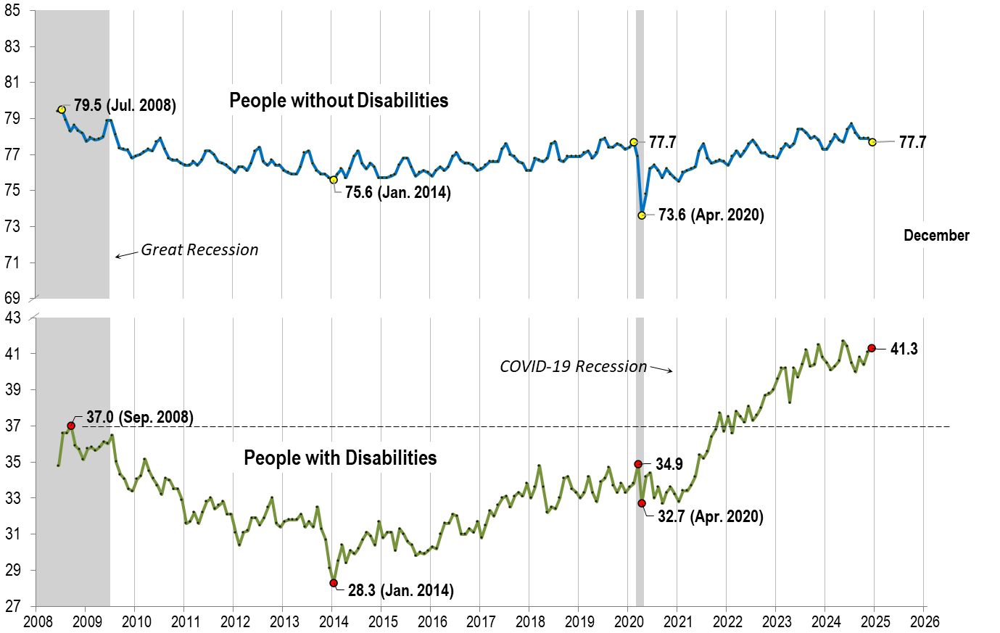 85
83
81
79
77
75
73
71
69
79.5 (Jul. 2008)
People without Disabilities
77.7
77.7
75.6 (Jan. 2014)
73.6 (Apr. 2020)
December
Great Recession
43
41
39
37
35
33
31
29
27
41.3
COVID-19 Recession
37.0 (Sep. 2008)
People with Disabilities
34.9
32.7 (Apr. 2020)
28.3 (Jan. 2014)
2008 2009 2010 2011 2012 2013 2014 2015 2016 2017 2018 2019 2020 2021 2022 2023 2024 2025 2026